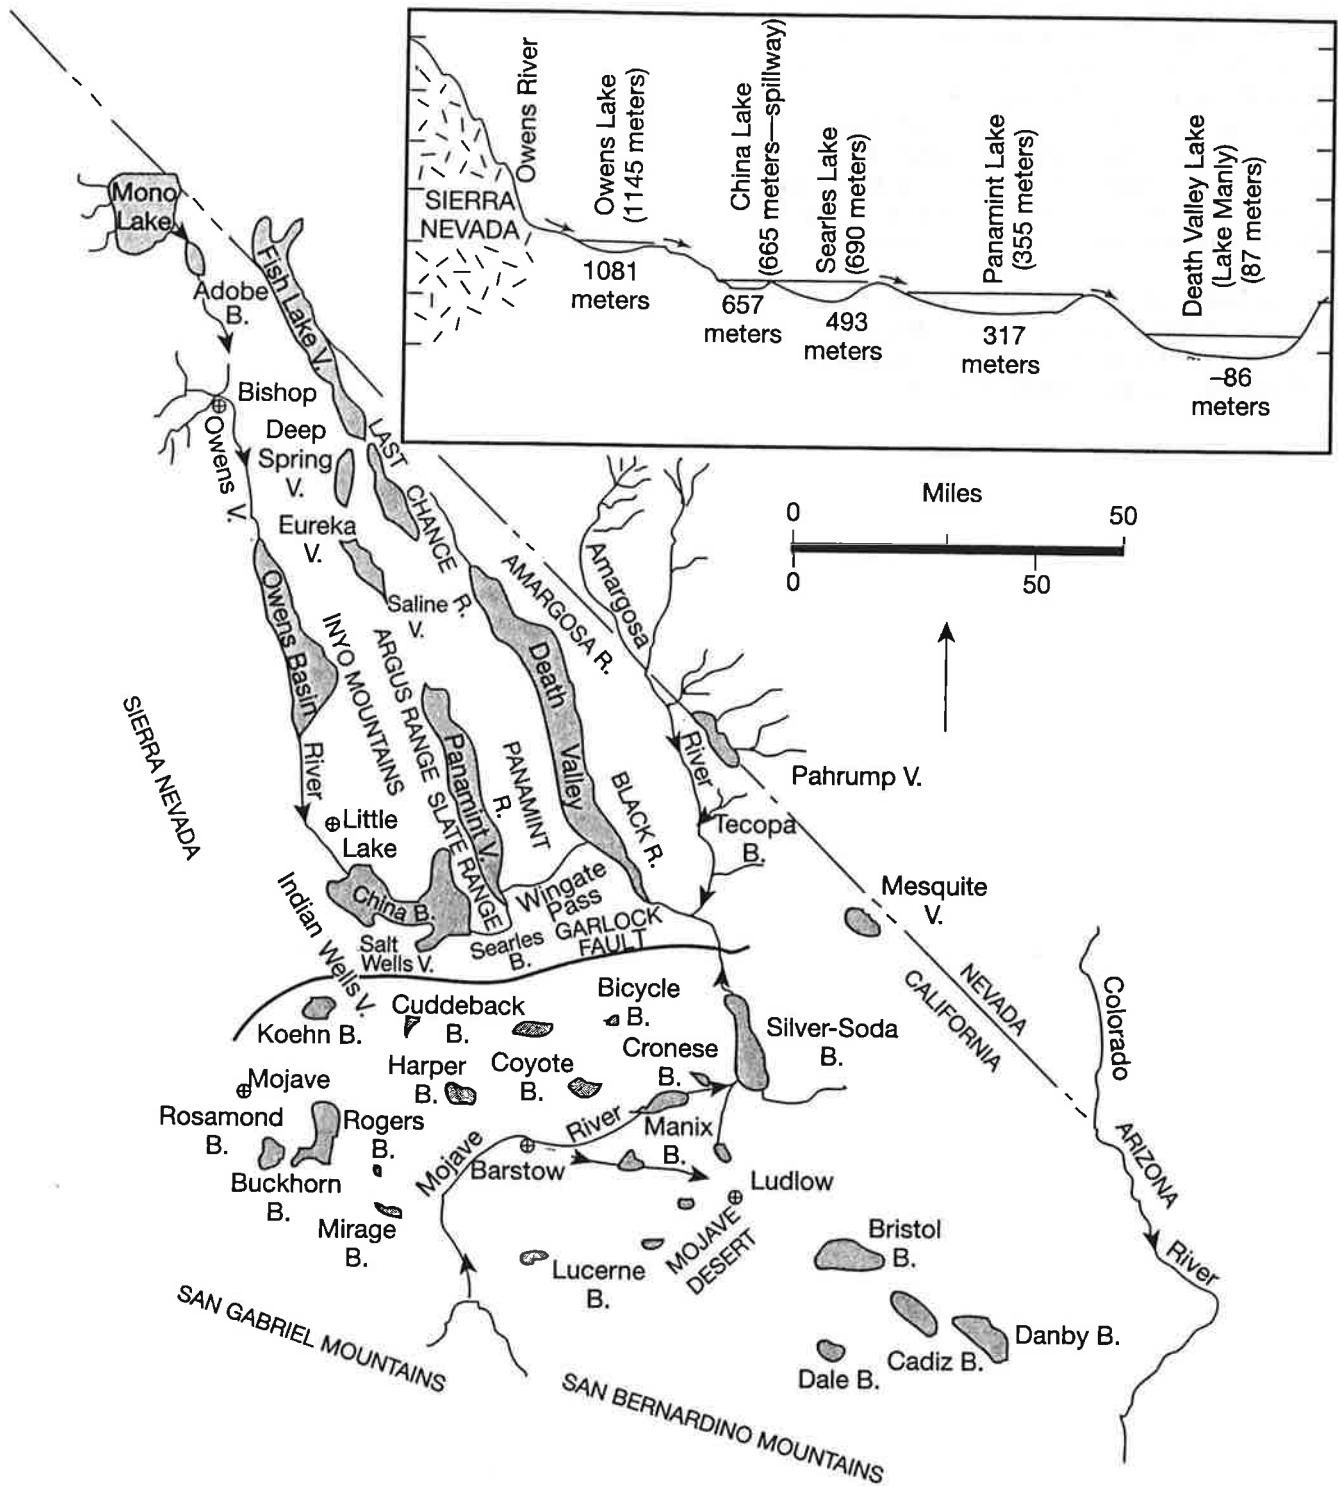 Owens River
Owens Lake
(1145 meters)
China Lake
(665 meters—spillway)
Searles Lake
(690 meters)
Panamint Lake
(355 meters)
Death Valley Lake
(Lake Manly)
(87 meters)
SIERRA
NEVADA
1081
meters
657
meters
493
meters
317
meters
–86
meters
Mono
Lake
Adobe
B.
Fish Lake V.
Bishop
Owens V.
Deep
Spring
V.
LAST CHANCE R.
Eureka
V.
Miles
0
50
0
50
Amargosa
River
AMARGOSA R.
Owens Basin
River
INYO MOUNTAINS
Saline
V.
ARGUS RANGE
SLATE RANGE
Death
Valley
Panamint V.
PANAMINT
R.
BLACK R.
SIERRA NEVADA
Pahrump V.
Little
Lake
Tecopa
B.
Mesquite
V.
China B.
Wingate
Pass
Indian Wells V.
Salt
Wells V.
Searles
B.
GARLOCK
FAULT
NEVADA
CALIFORNIA
Colorado
River
ARIZONA
Koehn B.
Cuddeback
B.
Bicycle
B.
Silver-Soda
B.
Mojave
Harper
B.
Coyote
B.
Cronese
B.
Rosamond
B.
Rogers
B.
Mojave
River
Manix
B.
Barstow
Buckhorn
B.
Mirage
B.
Ludlow
MOJAVE
DESERT
Lucerne
B.
Bristol
B.
Cadiz B.
Danby B.
Dale B.
SAN GABRIEL MOUNTAINS
SAN BERNARDINO MOUNTAINS